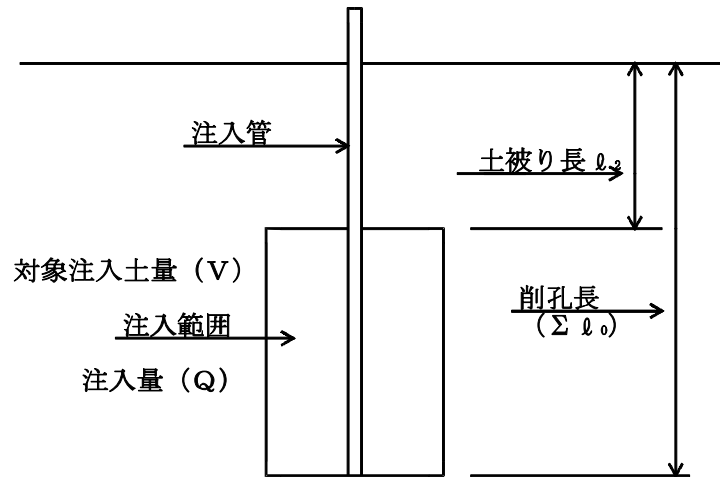 注入管
土被り長 ℓ₂
対象注入土量（V）
注入範囲
注入量（Q）
削孔長
（Σ ℓ₀）